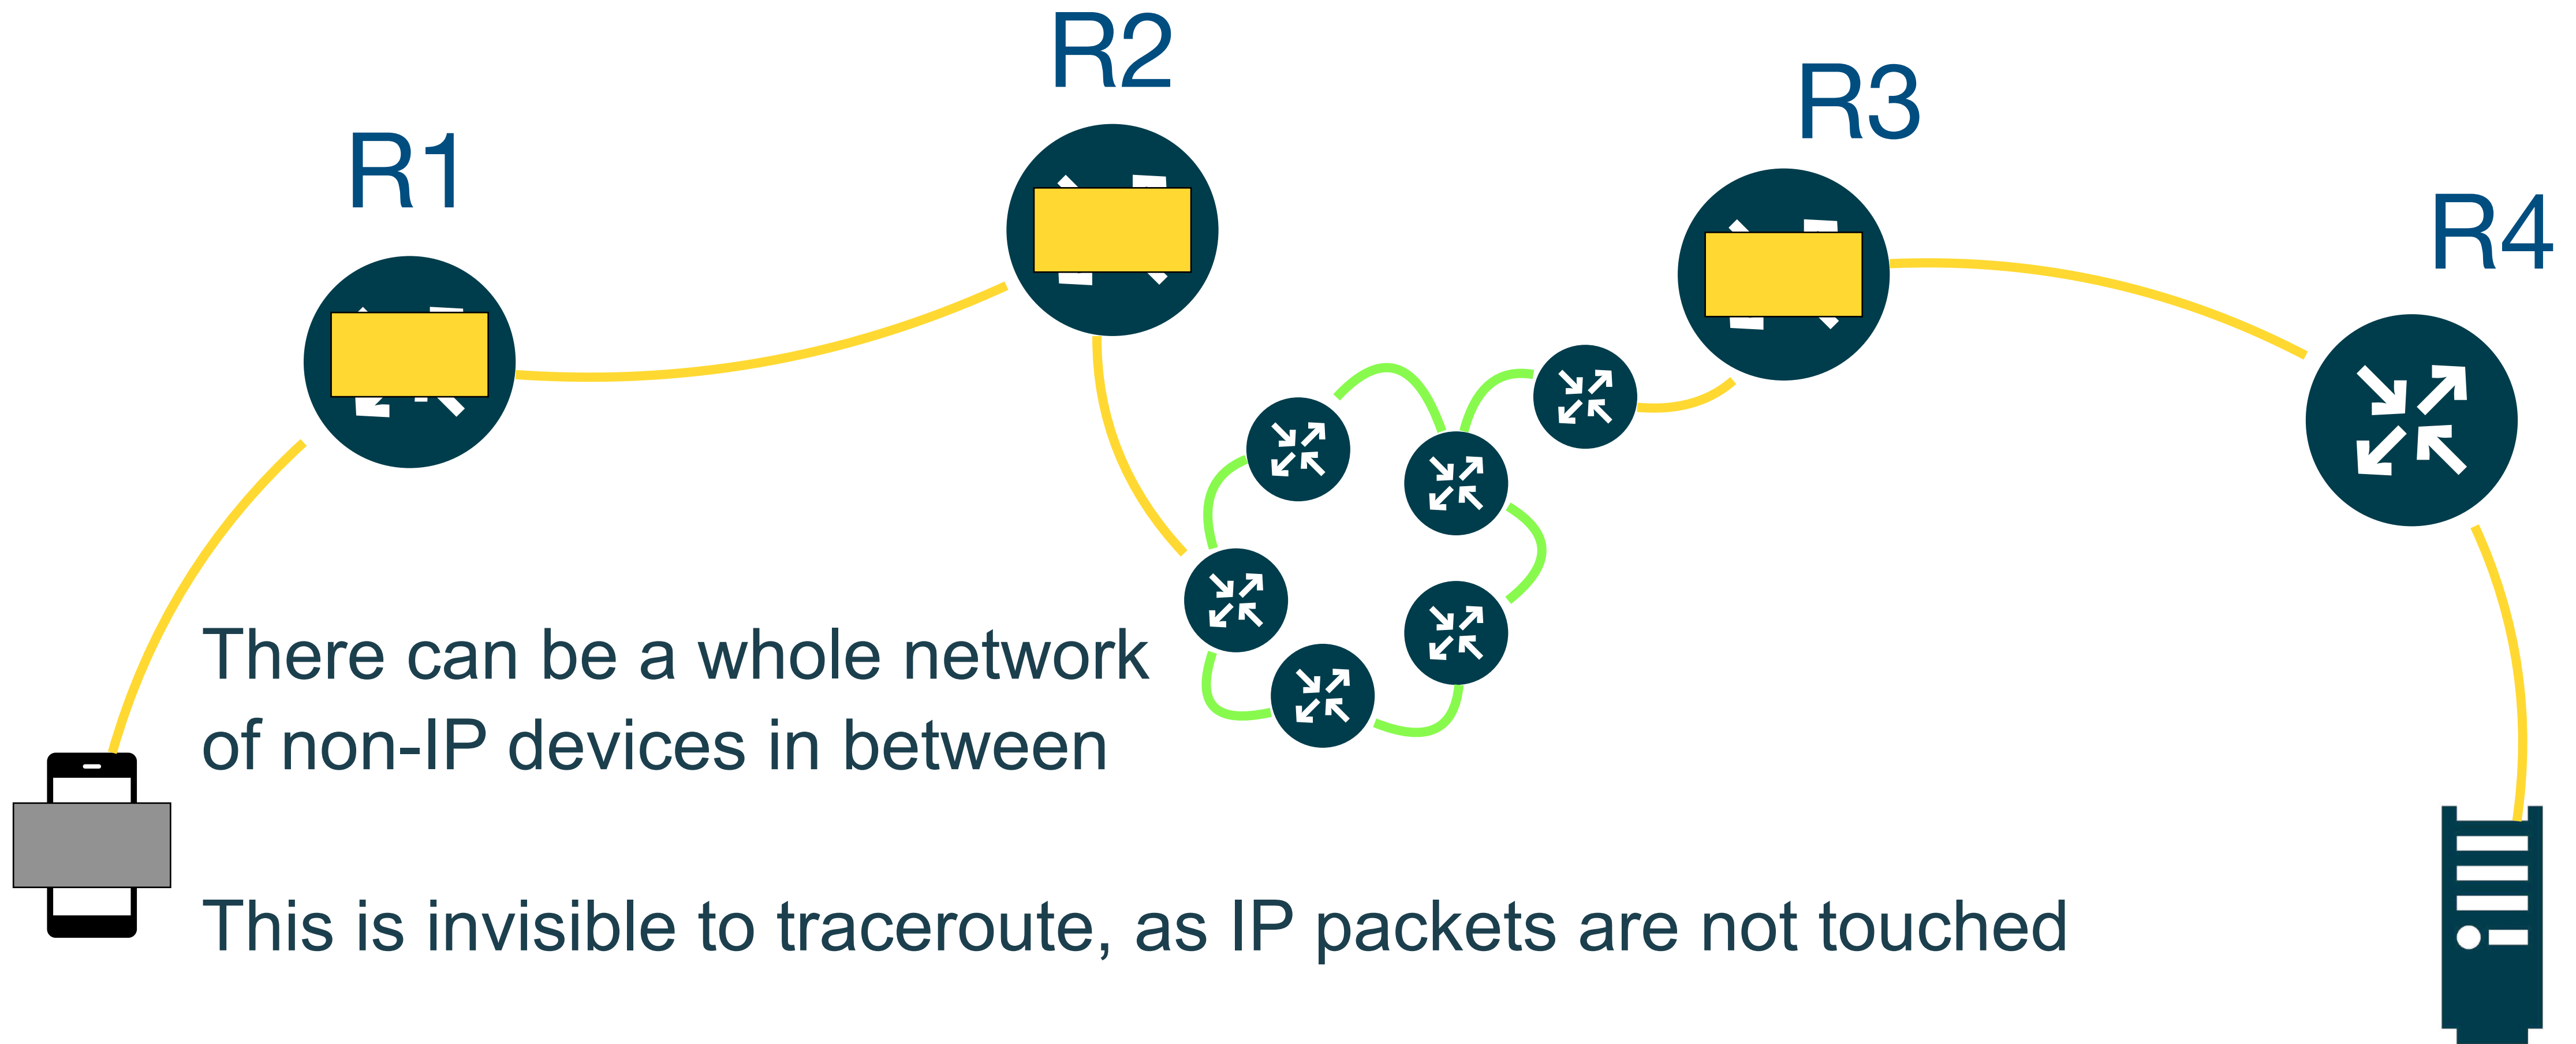 R1
R2
R3
R4
There can be a whole network
of non-IP devices in between
This is invisible to traceroute, as IP packets are not touched